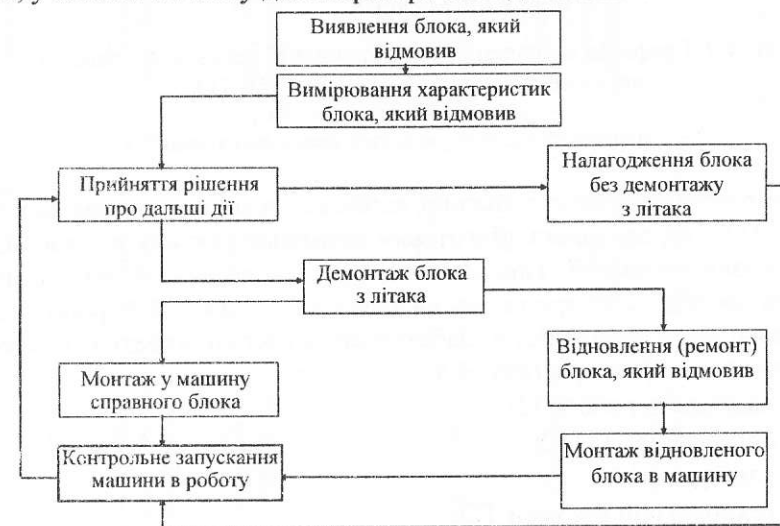 Виявлення блока, який
відмовив
Вимірювання характеристик
блока, який відмовив
Прийняття рішення
про дальші дії
Налагодження блока
без демонтажу
з літака
Демонтаж блока
з літака
Відновлення (ремонт)
блока, який відмовив
Монтаж у машину
справного блока
Контрольне запускання
машини в роботу
Монтаж відновленого
блока в машину